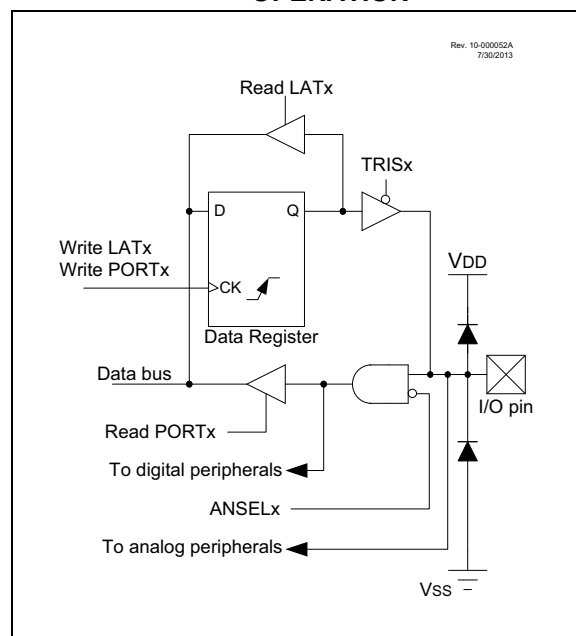 OPERATION
Rev. 10-000052A
7/30/2013
Read LATx
TRISx
D
Q
Write LATx
Write PORTx
CK
VDD
Data Register
Data bus
I/O pin
Read PORTx
To digital peripherals
ANSELx
To analog peripherals
VSS